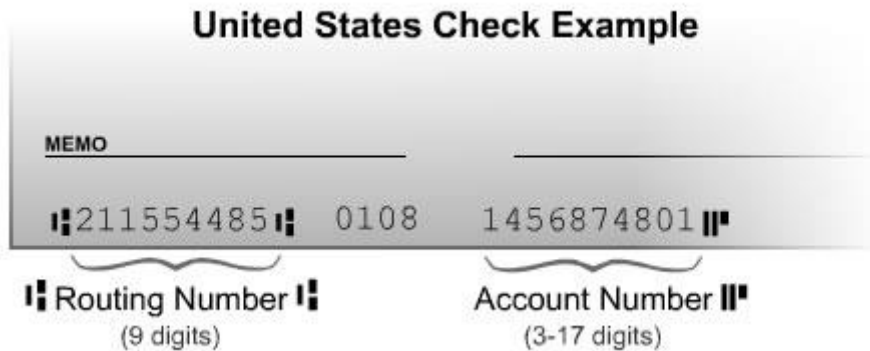 United States Check Example
MEMO
⑆211554485⑆ 0108 1456874801⑈
⑆ Routing Number ⑆ Account Number ⑈
(9 digits) (3-17 digits)